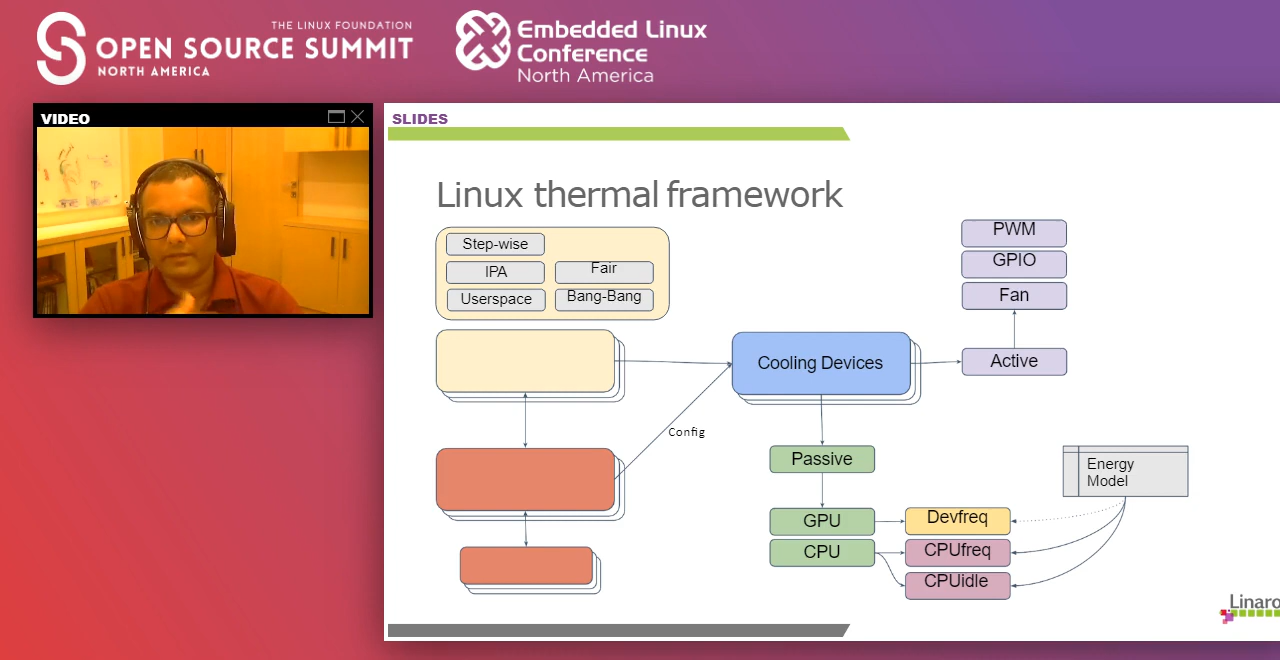 THE LINUX FOUNDATION
OPEN SOURCE SUMMIT
NORTH AMERICA
Embedded Linux
Conference
North America
VIDEO
SLIDES
Linux thermal framework
Step-wise
IPA
Fair
Userspace
Bang-Bang
PWM
GPIO
Fan
Cooling Devices
Active
Config
Passive
Energy
Model
GPU
Devfreq
CPU
CPUfreq
CPUidle
Linaro